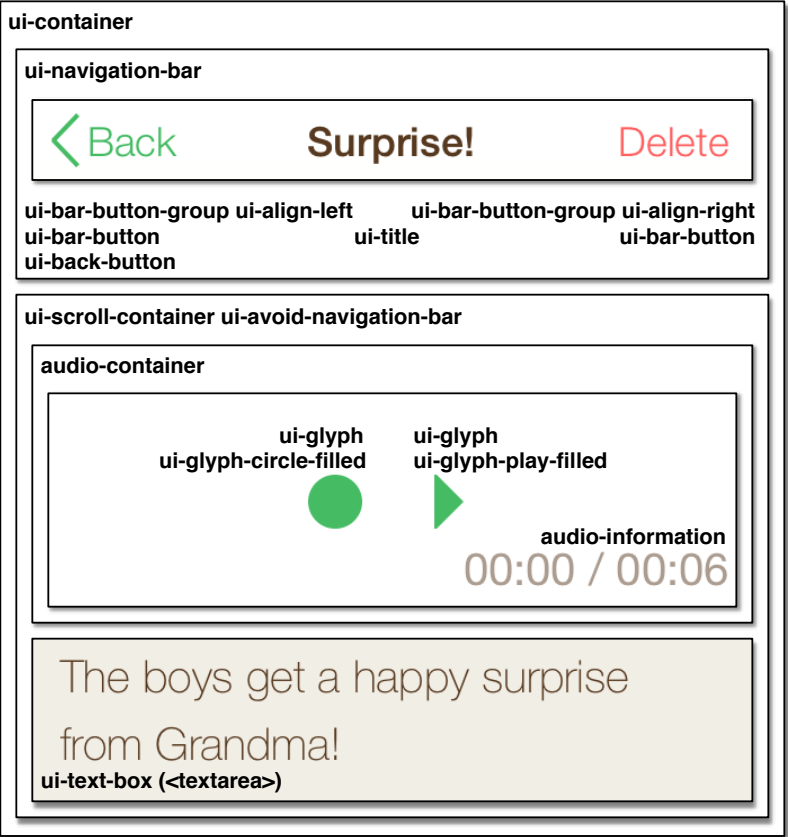 ui-container
ui-navigation-bar
Back Surprise! Delete
ui-bar-button-group ui-align-left ui-bar-button-group ui-align-right
ui-bar-button ui-title ui-bar-button
ui-back-button
ui-scroll-container ui-avoid-navigation-bar
audio-container
ui-glyph ui-glyph
ui-glyph-circle-filled ui-glyph-play-filled
audio-information
00:00 / 00:06
The boys get a happy surprise
from Grandma!
ui-text-box (<textarea>)